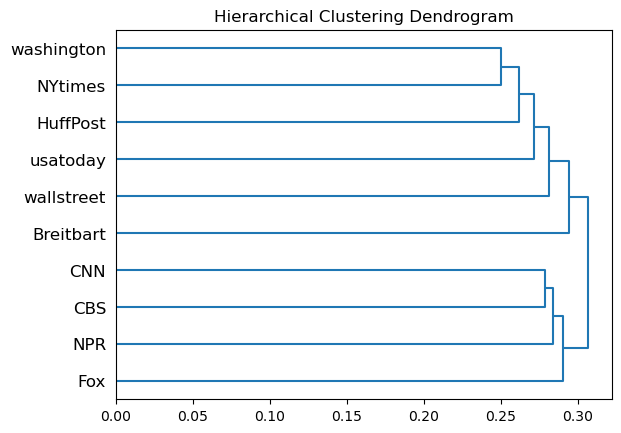 Hierarchical Clustering Dendrogram
washington
NYtimes
HuffPost
usatoday
wallstreet
Breitbart
CNN
CBS
NPR
Fox
0.00 0.05 0.10 0.15 0.20 0.25 0.30